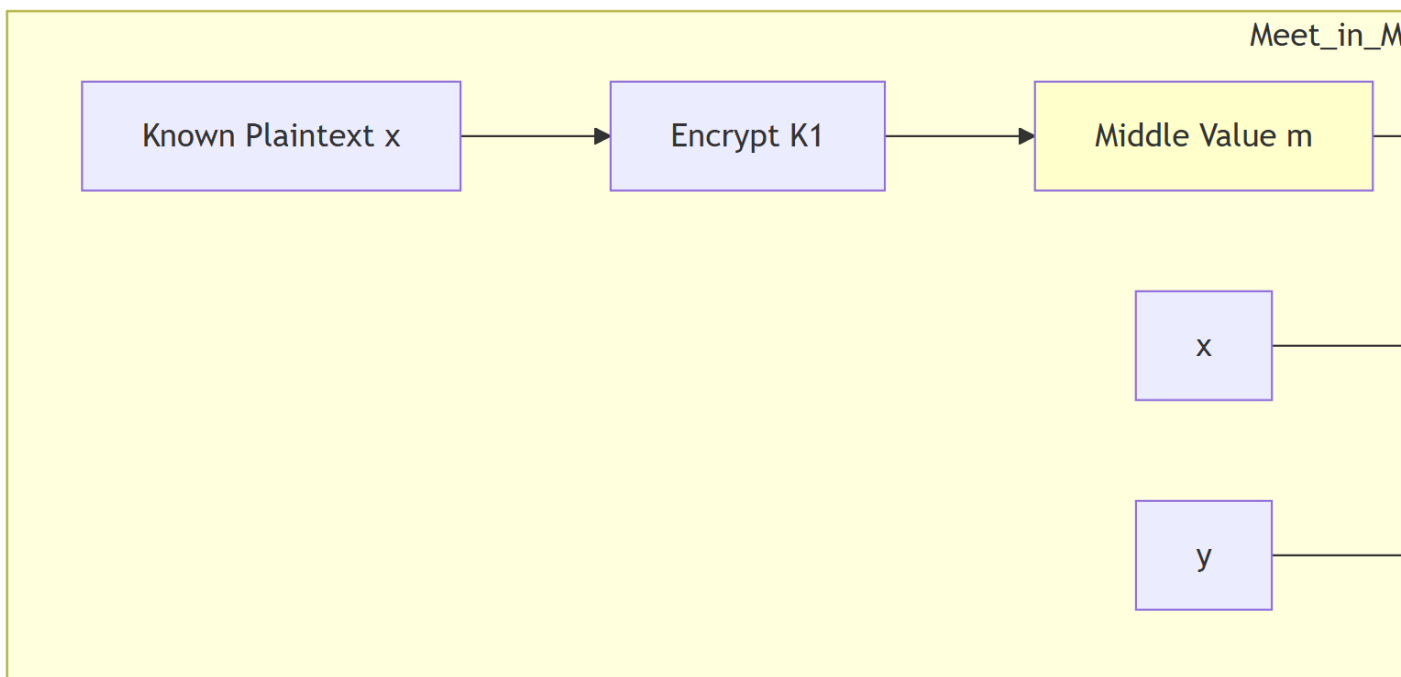 Meet_in_M
Known Plaintext x
Encrypt K1
Middle Value m
x
y